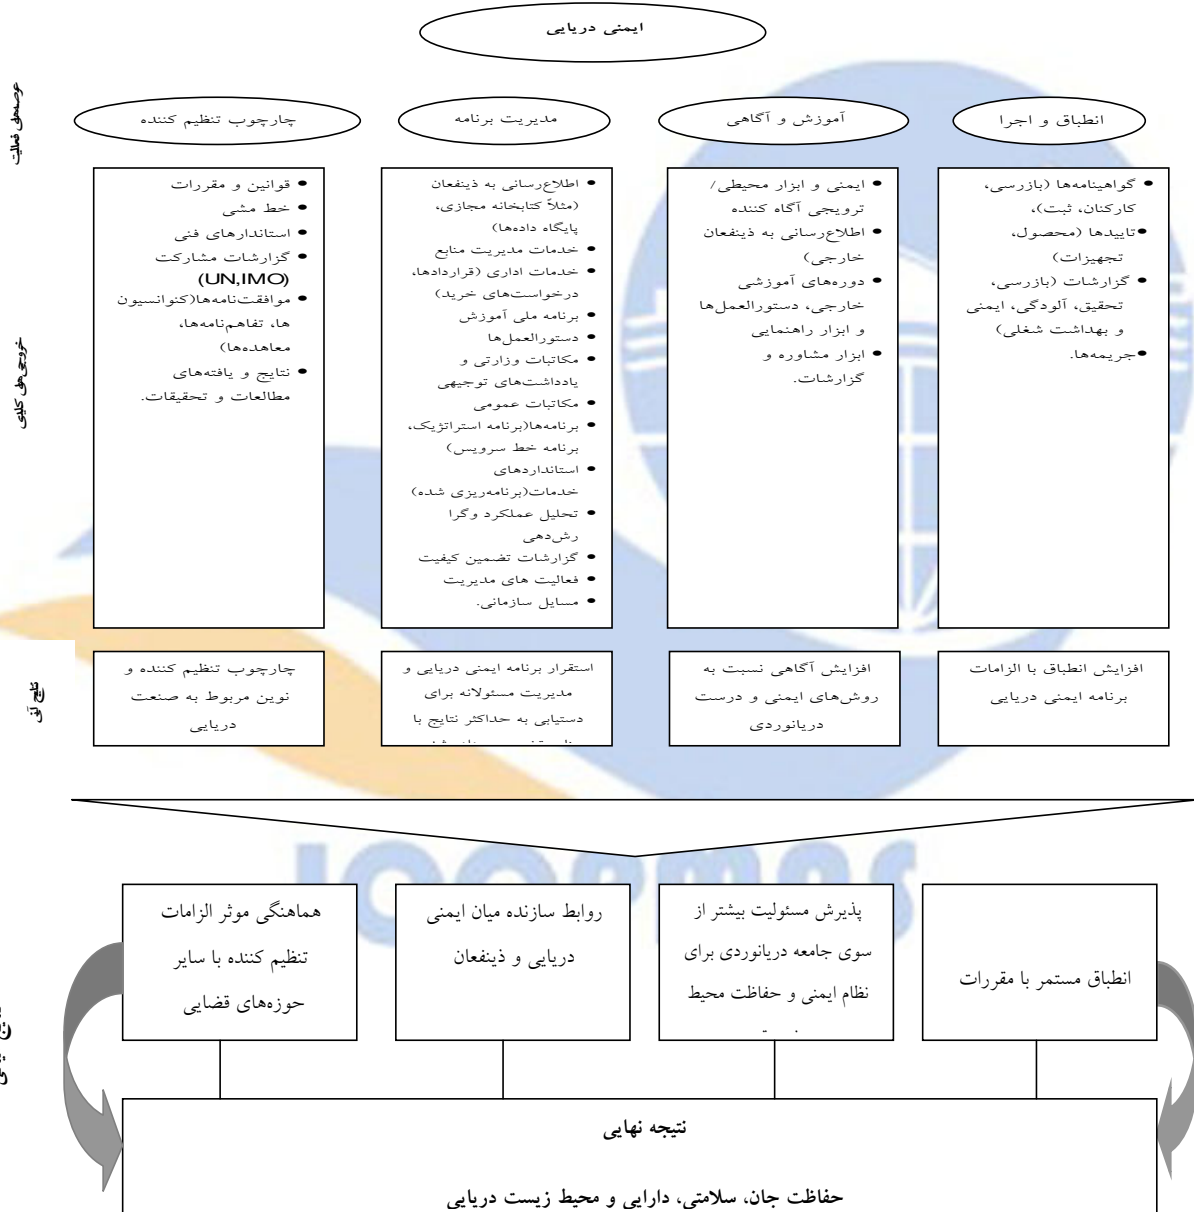 ایمنی دریایی
عرصه‌های فعالیت
انطباق و اجرا
آموزش و آگاهی
مدیریت برنامه
چارچوب تنظیم کننده
خروجی‌های کلیدی
• گواهینامه‌ها (بازرسی،
کارکنان، ثبت)،
•تاییدها (محصول،
تجهیزات)
• گزارشات (بازرسی،
تحقیق، آلودگی، ایمنی
و بهداشت شغلی)
•جریمه‌ها.
• ایمنی و ابزار محیطی/
ترویجی آگاه کننده
• اطلاع‌رسانی به ذینفعان
خارجی)
• دوره‌های آموزشی
خارجی، دستورالعمل‌ها
و ابزار راهنمایی
• ابزار مشاوره و
گزارشات.
• اطلاع‌رسانی به ذینفعان
(مثلاً کتابخانه مجازی،
پایگاه داده‌ها)
• خدمات مدیریت منابع
• خدمات اداری (قراردادها،
درخواست‌های خرید)
• برنامه ملی آموزش
• دستورالعمل‌ها
• مکاتبات وزارتی و
یادداشت‌های توجیهی
• مکاتبات عمومی
• برنامه‌ها(برنامه استراتژیک،
برنامه خط سرویس)
• استانداردهای
خدمات(برنامه‌ریزی شده)
• تحلیل عملکرد وگرا
رش‌دهی
• گزارشات تضمین کیفیت
• فعالیت های مدیریت
• مسایل سازمانی.
• قوانین و مقررات
• خط مشی
• استاندارهای فنی
• گزارشات مشارکت
(UN,IMO)
• موافقت‌نامه‌ها(کنوانسیون
ها، تفاهم‌نامه‌ها،
معاهده‌ها)
• نتایج و یافته‌های
مطالعات و تحقیقات.
نتایج آنی
افزایش انطباق با الزامات
برنامه ایمنی دریایی
افزایش آگاهی نسبت به
روش‌های ایمنی و درست
دریانوردی
استقرار برنامه ایمنی دریایی و
مدیریت مسئولانه برای
دستیابی به حداکثر نتایج با
چارچوب تنظیم کننده و
نوین مربوط به صنعت
دریایی
انطباق مستمر با مقررات
پذیرش مسئولیت بیشتر از
سوی جامعه دریانوردی برای
نظام ایمنی و حفاظت محیط
روابط سازنده میان ایمنی
دریایی و ذینفعان
هماهنگی موثر الزامات
تنظیم کننده با سایر
حوزه‌های قضایی
نتیجه نهایی
حفاظت جان، سلامتی، دارایی و محیط زیست دریایی